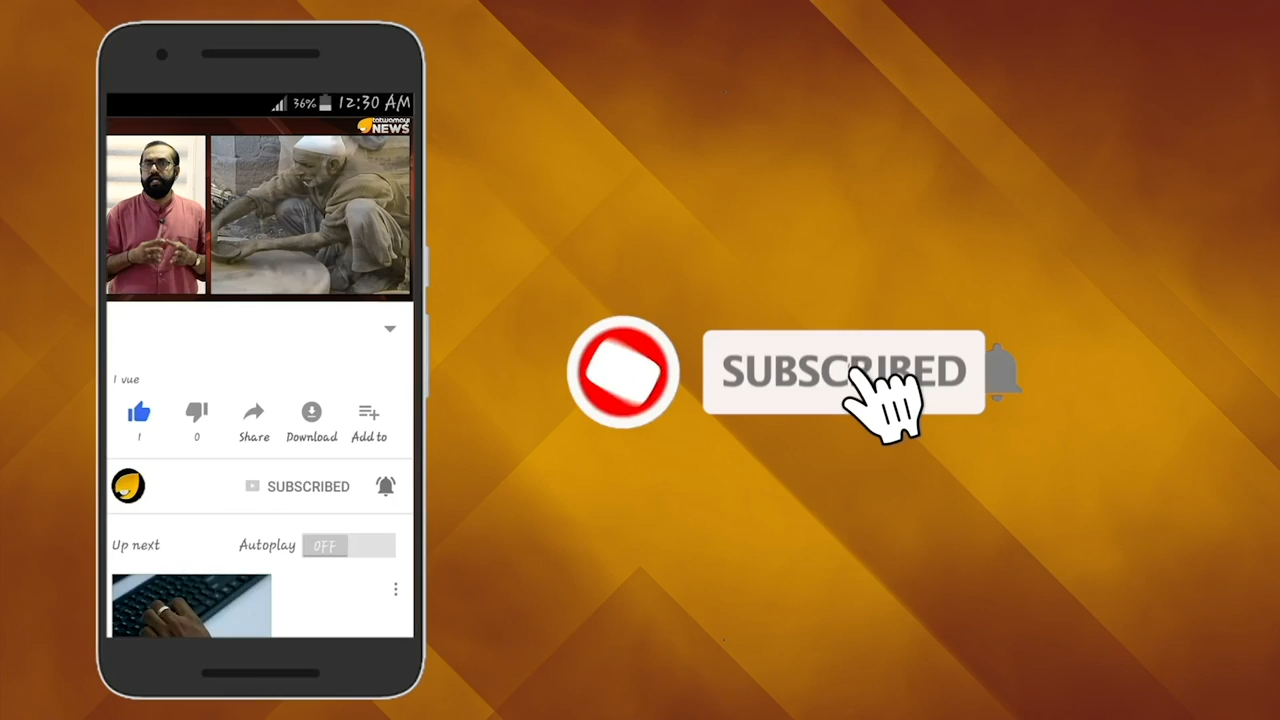 36% 12:30 AM
tatwamayi
NEWS
1 vue
1
0
Share
Download
Add to
SUBSCRIBED
Up next
Autoplay
OFF
SUBSCRIBED